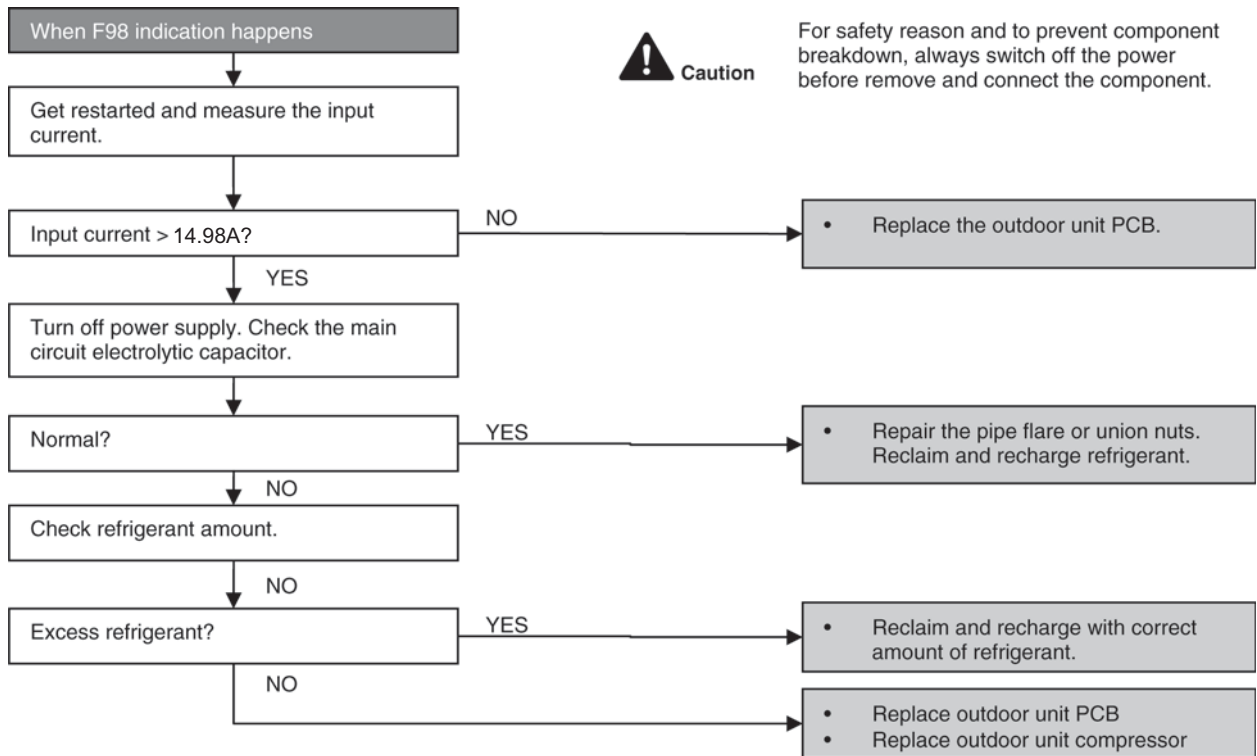 When F98 indication happens
Caution
For safety reason and to prevent component
breakdown, always switch off the power
before remove and connect the component.
Get restarted and measure the input
current.
Input current > 14.98A?
NO
• Replace the outdoor unit PCB.
YES
Turn off power supply. Check the main
circuit electrolytic capacitor.
Normal?
YES
• Repair the pipe flare or union nuts.
Reclaim and recharge refrigerant.
NO
Check refrigerant amount.
NO
Excess refrigerant?
YES
• Reclaim and recharge with correct
amount of refrigerant.
NO
• Replace outdoor unit PCB
• Replace outdoor unit compressor